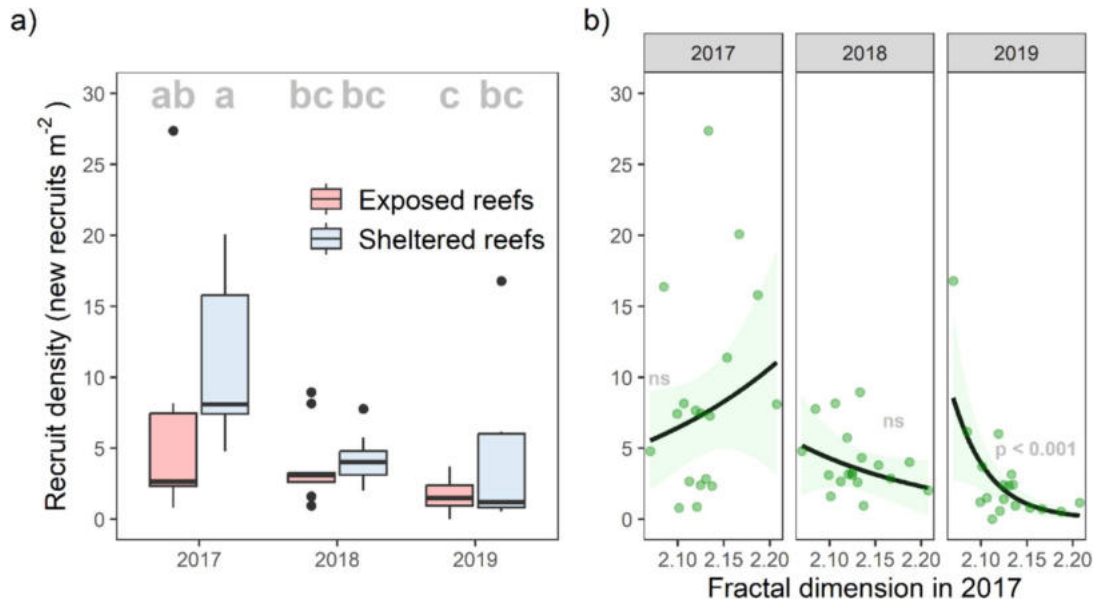 a)
ab a bc bc c bc
Recruit density (new recruits m⁻²)
30
25
20
15
10
5
0
Exposed reefs
Sheltered reefs
2017 2018 2019
b)
2017 2018 2019
30
25
20
15
10
5
0
ns
ns
p < 0.001
2.10 2.15 2.20 2.10 2.15 2.20 2.10 2.15 2.20
Fractal dimension in 2017